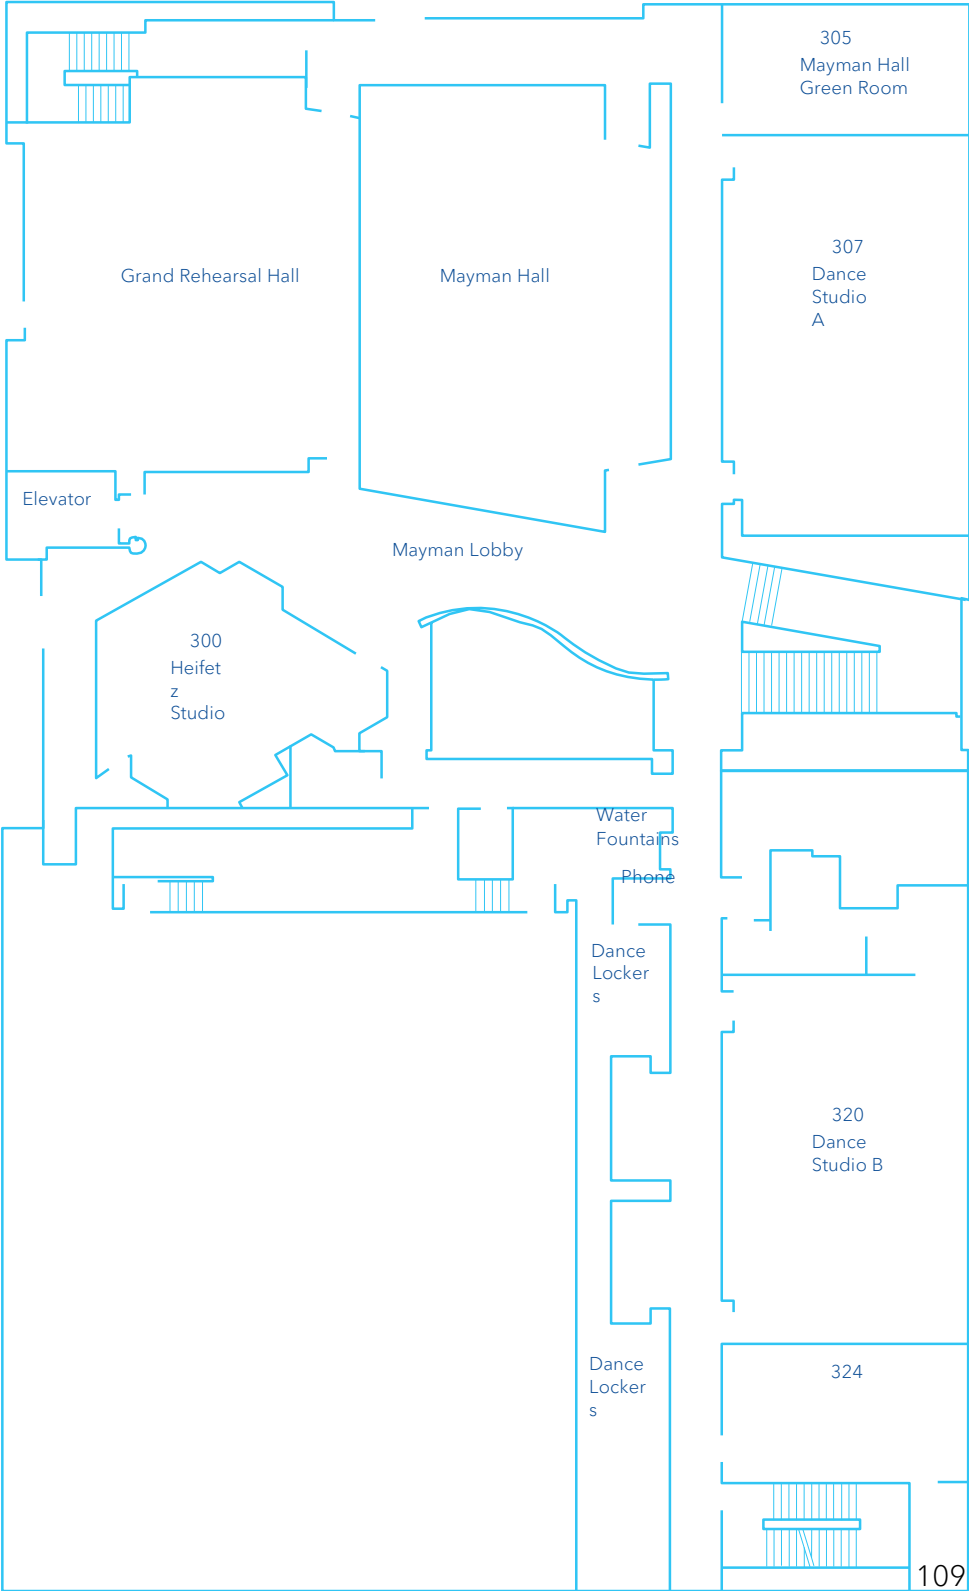 305
Mayman Hall
Green Room
307
Dance
Studio
A
Grand Rehearsal Hall
Mayman Hall
Elevator
Mayman Lobby
300
Heifet
z
Studio
Water
Fountains
Phone
Dance
Locker
s
320
Dance
Studio B
Dance
Locker
s
324
109